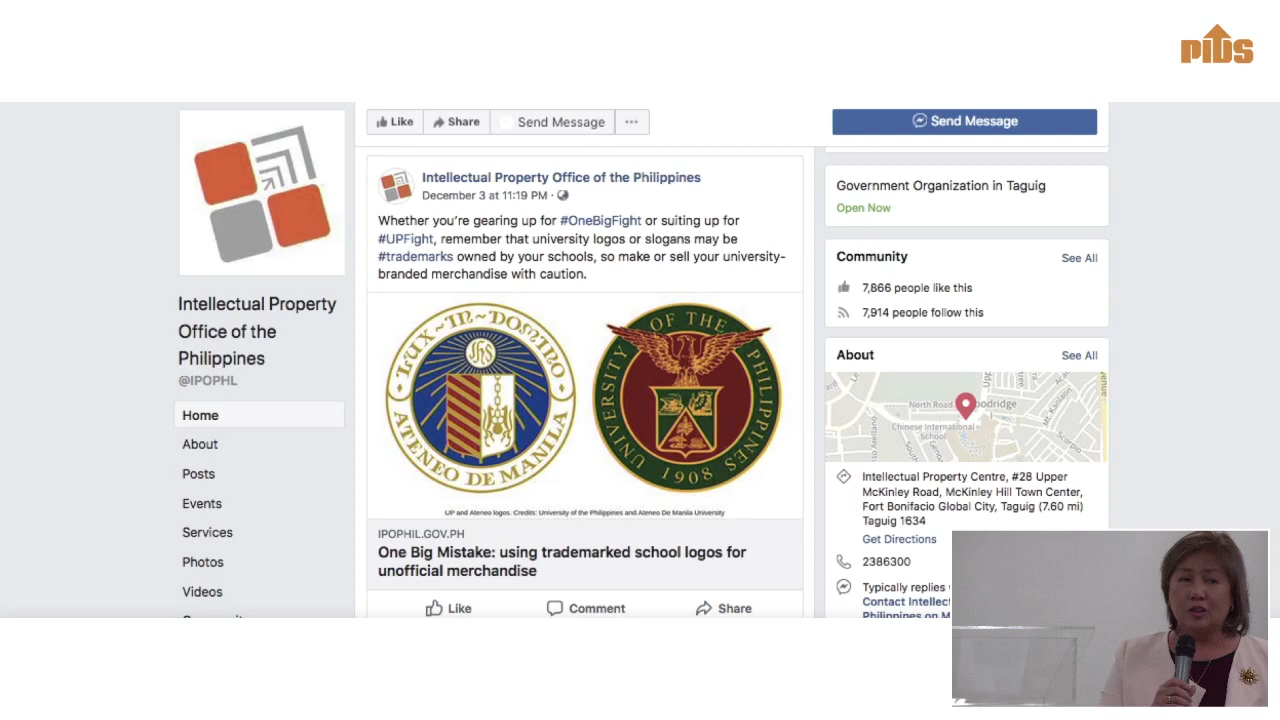 PIDS
Like
Share
Send Message
Send Message
Intellectual Property
Office of the
Philippines
@IPOPHL
Home
About
Posts
Events
Services
Photos
Videos
Intellectual Property Office of the Philippines
December 3 at 11:19 PM ·
Whether you're gearing up for #OneBigFight or suiting up for
#UPFight, remember that university logos or slogans may be
#trademarks owned by your schools, so make or sell your university-
branded merchandise with caution.
LUX~IN~DOMINO
IHS
ATENEO DE MANILA
UNIVERSITY OF THE PHILIPPINES
1908
UP and Ateneo logos. Credits: University of the Philippines and Ateneo De Manila University
IPOPHIL.GOV.PH
One Big Mistake: using trademarked school logos for
unofficial merchandise
Like
Comment
Share
Government Organization in Taguig
Open Now
Community
See All
7,866 people like this
7,914 people follow this
About
See All
North Road
Woodridge
Chinese International
School
Scorpio
Intellectual Property Centre, #28 Upper
McKinley Road, McKinley Hill Town Center,
Fort Bonifacio Global City, Taguig (7.60 mi)
Taguig 1634
Get Directions
2386300
Typically replies
Contact Intellec
Philippines on M